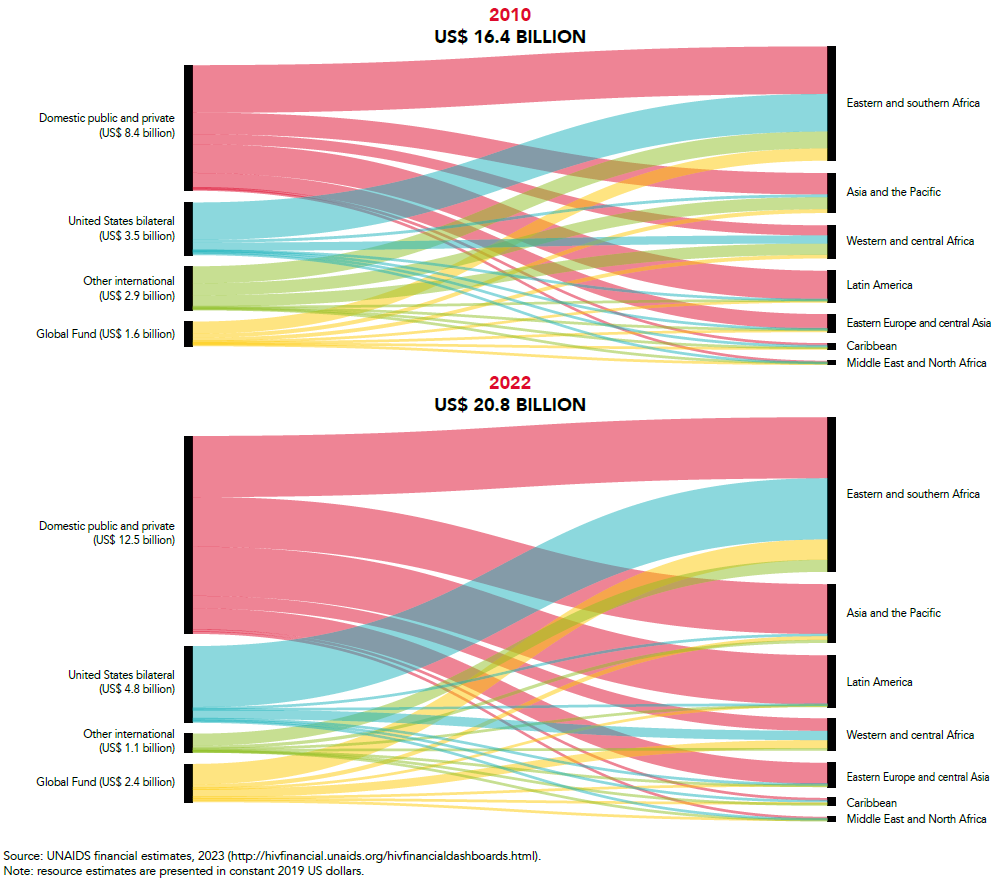 2010
US$ 16.4 BILLION
Domestic public and private
(US$ 8.4 billion)
United States bilateral
(US$ 3.5 billion)
Other international
(US$ 2.9 billion)
Global Fund (US$ 1.6 billion)
Eastern and southern Africa
Asia and the Pacific
Western and central Africa
Latin America
Eastern Europe and central Asia
Caribbean
Middle East and North Africa
2022
US$ 20.8 BILLION
Domestic public and private
(US$ 12.5 billion)
United States bilateral
(US$ 4.8 billion)
Other international
(US$ 1.1 billion)
Global Fund (US$ 2.4 billion)
Eastern and southern Africa
Asia and the Pacific
Latin America
Western and central Africa
Eastern Europe and central Asia
Caribbean
Middle East and North Africa
Source: UNAIDS financial estimates, 2023 (http://hivfinancial.unaids.org/hivfinancialdashboards.html).
Note: resource estimates are presented in constant 2019 US dollars.